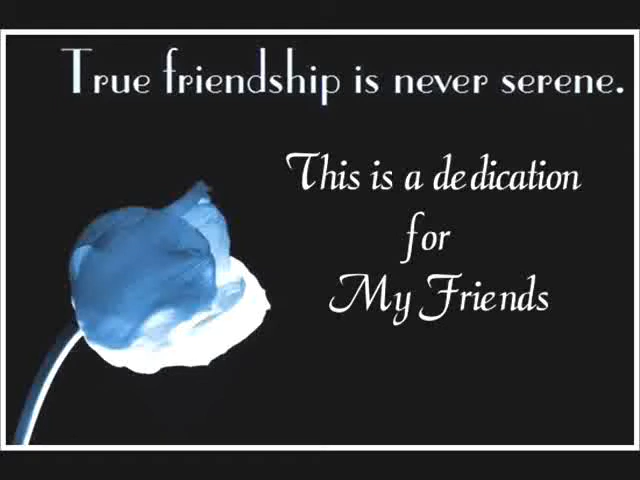 True friendship is never serene.
This is a dedication
for
My Friends